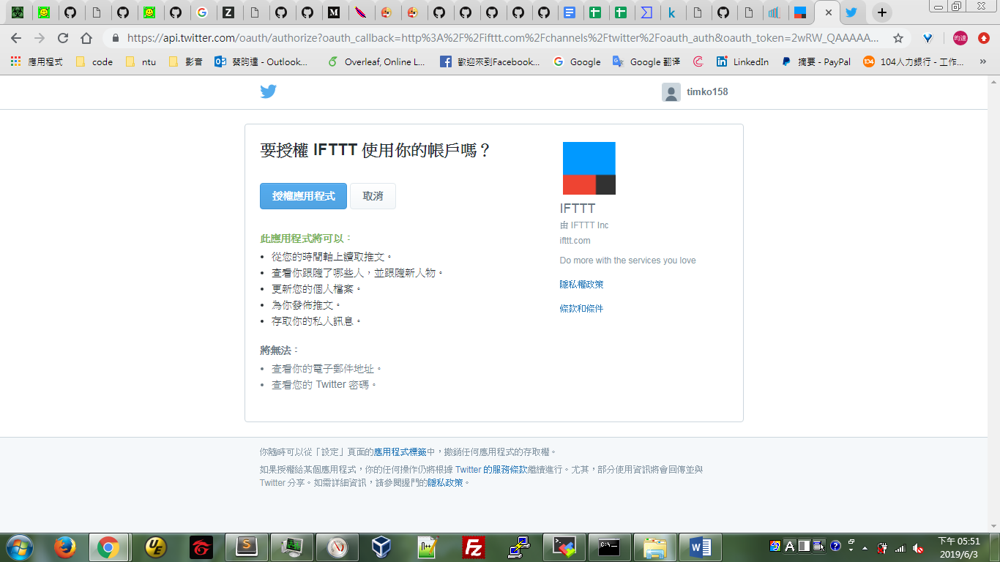 https://api.twitter.com/oauth/authorize?oauth_callback=http%3A%2F%2Fifttt.com%2Fchannels%2Ftwitter%2Foauth_auth&oauth_token=2wRW_QAAAAA...
昀達
應用程式 code ntu 影音 蔡昀達 - Outlook... Overleaf, Online L... 歡迎來到Facebook... Google Google 翻译 LinkedIn 摘要 - PayPal 104人力銀行 - 工作... »
timko158
要授權 IFTTT 使用你的帳戶嗎？
授權應用程式 取消
IFTTT
由 IFTTT Inc
ifttt.com
Do more with the services you love
隱私權政策
條款和條件
此應用程式將可以：
• 從您的時間軸上讀取推文。
• 查看你跟隨了哪些人，並跟隨新人物。
• 更新您的個人檔案。
• 為你發佈推文。
• 存取你的私人訊息。
將無法：
• 查看你的電子郵件地址。
• 查看您的 Twitter 密碼。
你隨時可以從「設定」頁面的應用程式標籤中，撤銷任何應用程式的存取權。
如果授權給某個應用程式，你的任何操作仍將根據 Twitter 的服務條款繼續進行。尤其，部分使用資訊將會回傳並與
Twitter 分享。如需詳細資訊，請參閱握門的隱私政策。
下午 05:51
2019/6/3